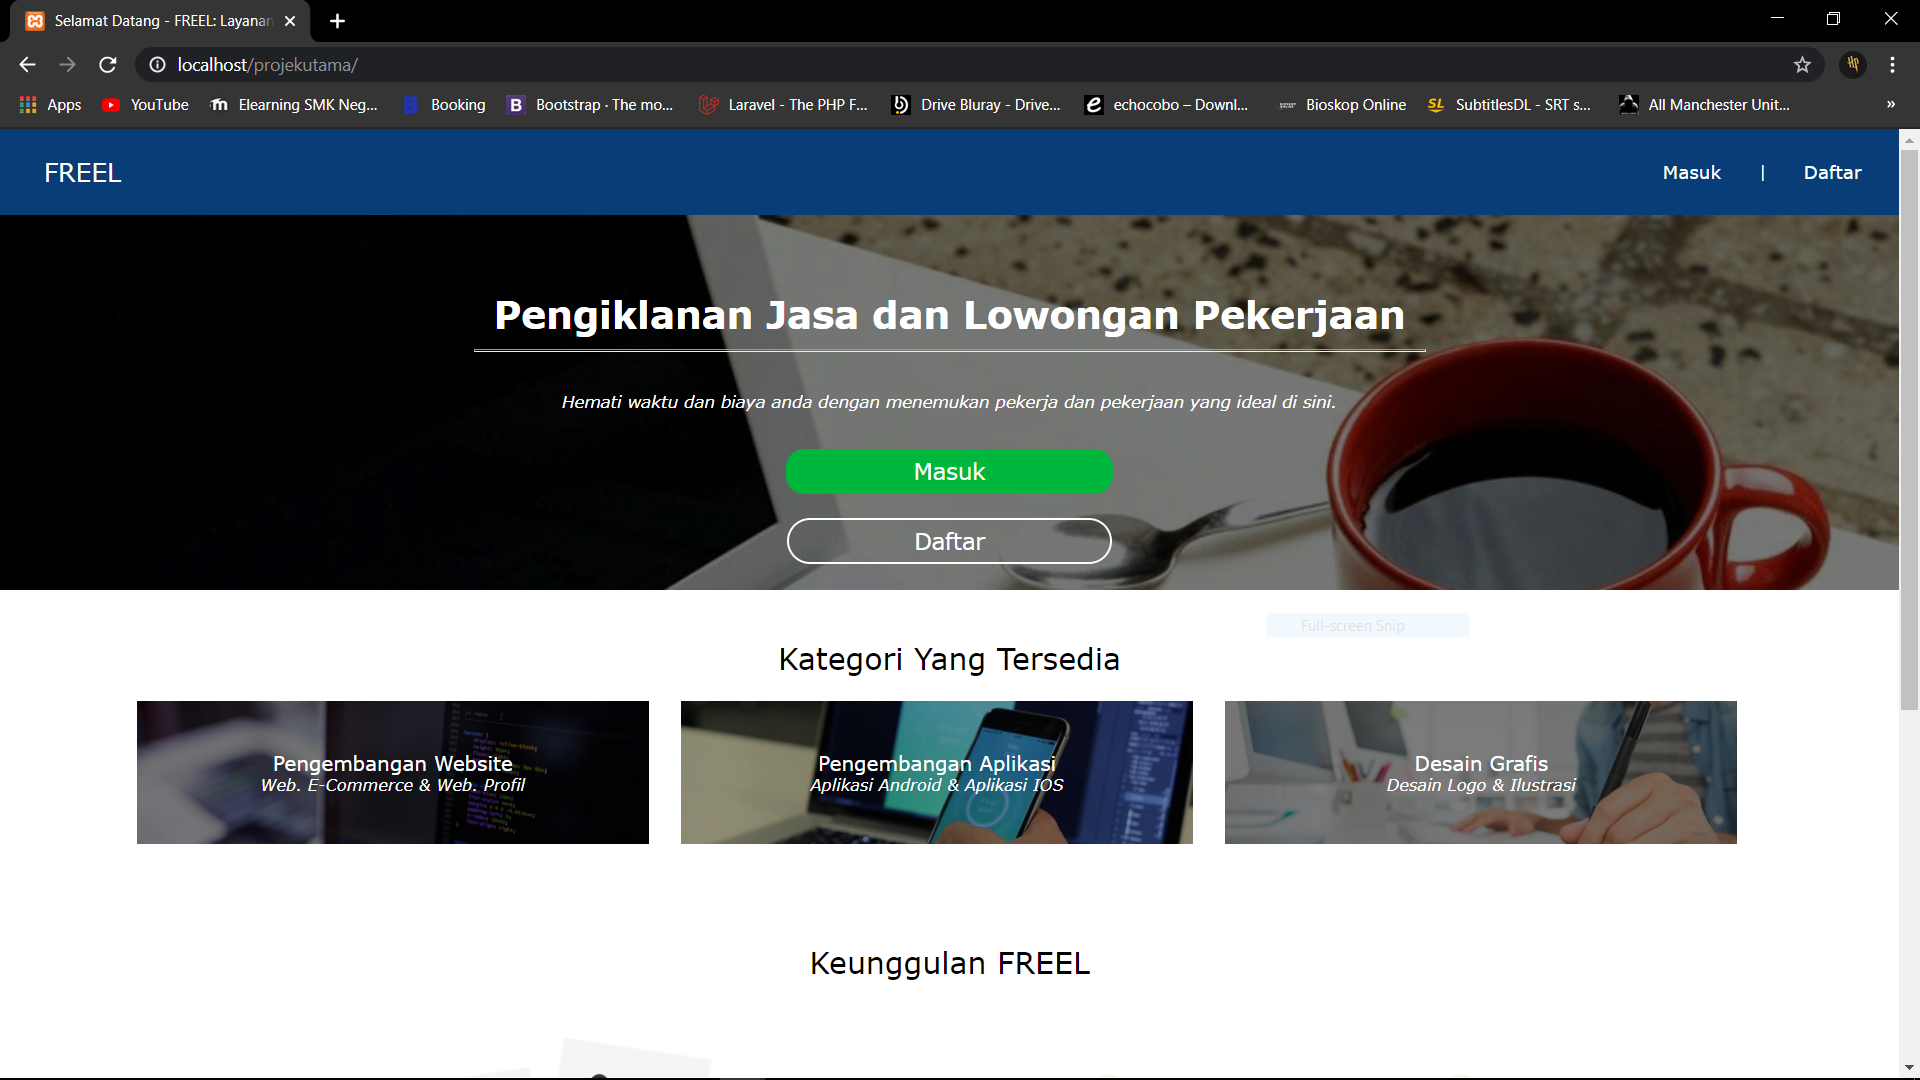 Selamat Datang - FREEL: Layanan
localhost/projekutama/
Apps YouTube Elearning SMK Neg... Booking Bootstrap · The mo... Laravel - The PHP F... Drive Bluray - Drive... echocobo – Downl... Bioskop Online SubtitlesDL - SRT s... All Manchester Unit... »
FREEL Masuk | Daftar
Pengiklanan Jasa dan Lowongan Pekerjaan
Hemati waktu dan biaya anda dengan menemukan pekerja dan pekerjaan yang ideal di sini.
Masuk
Daftar
Full-screen Snip
Kategori Yang Tersedia
Pengembangan Website
Web. E-Commerce & Web. Profil
Pengembangan Aplikasi
Aplikasi Android & Aplikasi IOS
Desain Grafis
Desain Logo & Ilustrasi
Keunggulan FREEL